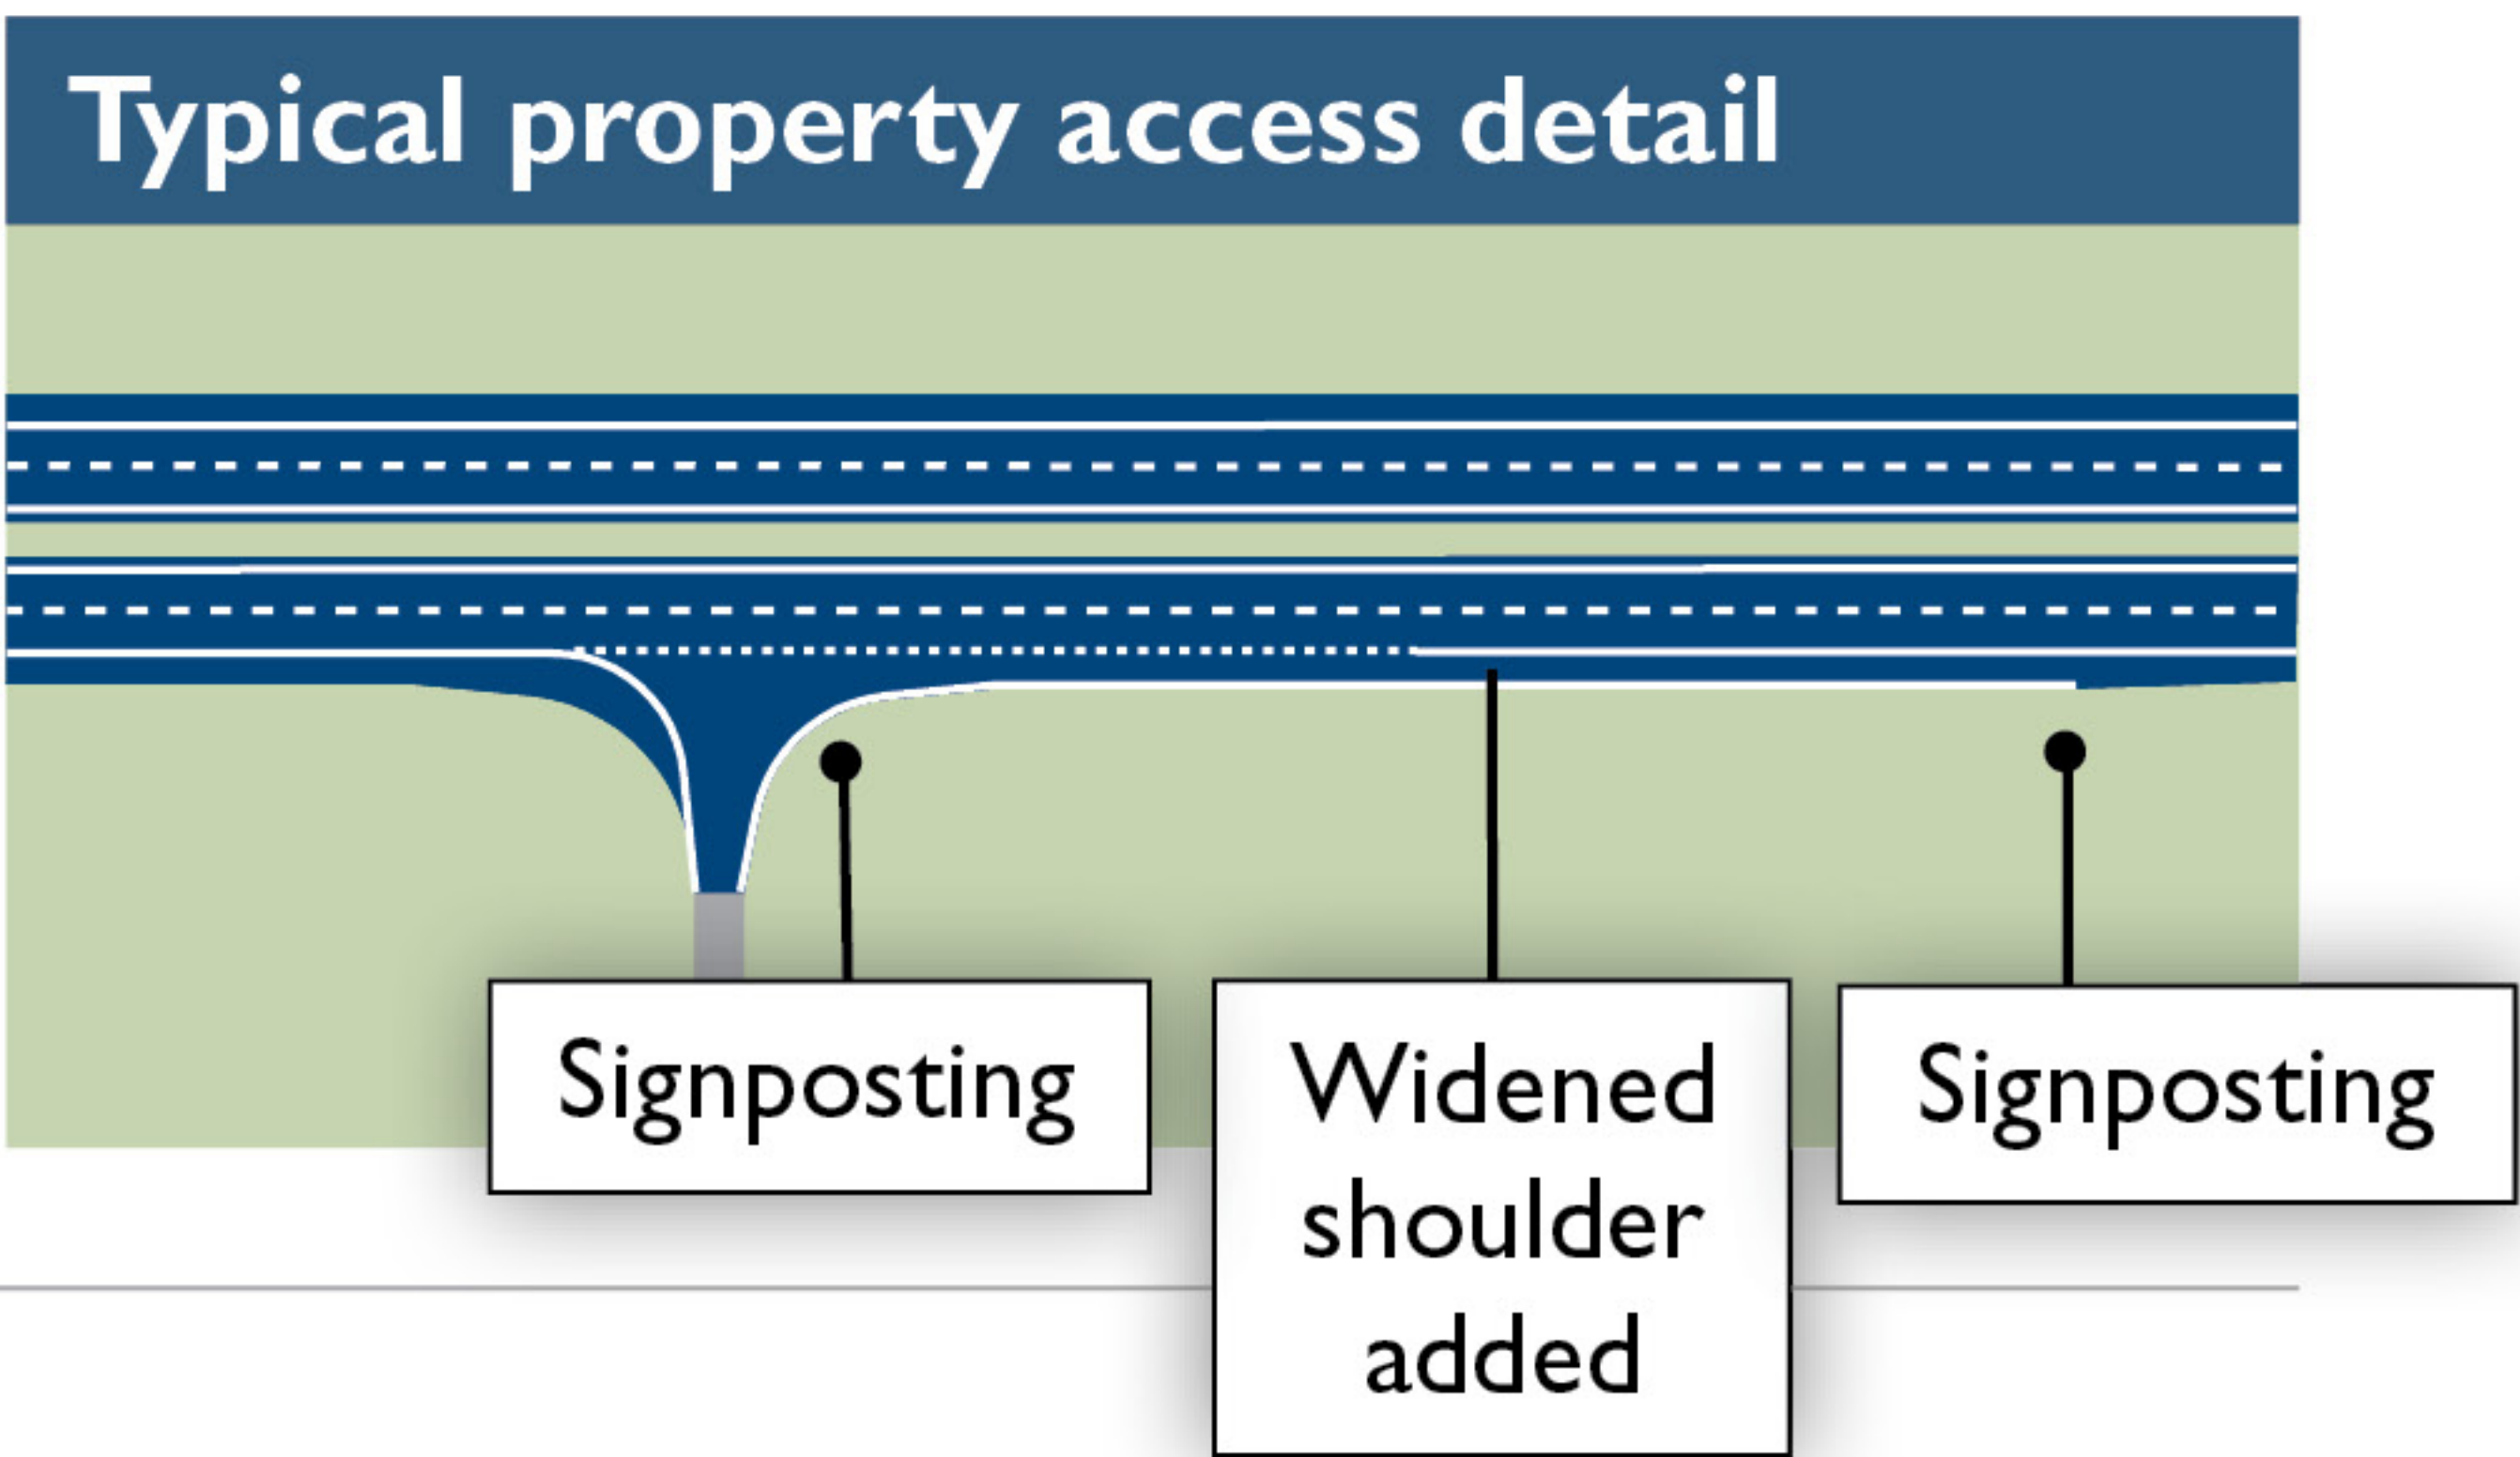 Typical property access detail
Signposting
Widened
shoulder
added
Signposting